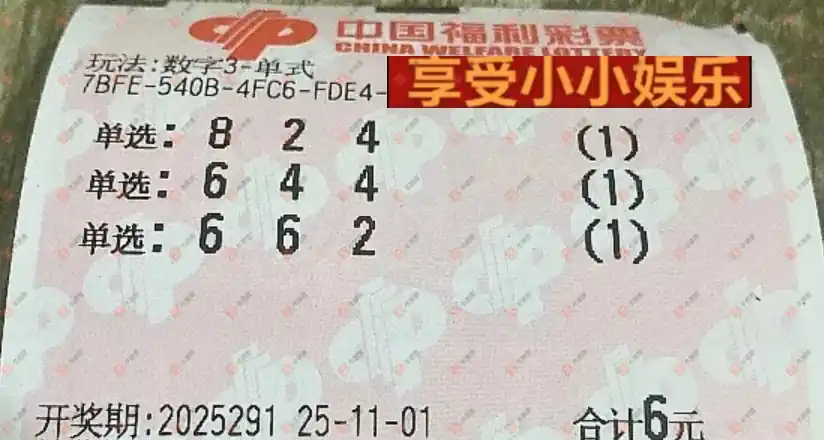 中国福利彩票
CHINA WELFARE LOTTERY
玩法:数字3-单式
7BFE-540B-4FC6-FDE4-
享受小小娱乐
单选: 8 2 4 (1)
单选: 6 4 4 (1)
单选: 6 6 2 (1)
开奖期:2025291 25-11-01 合计6元